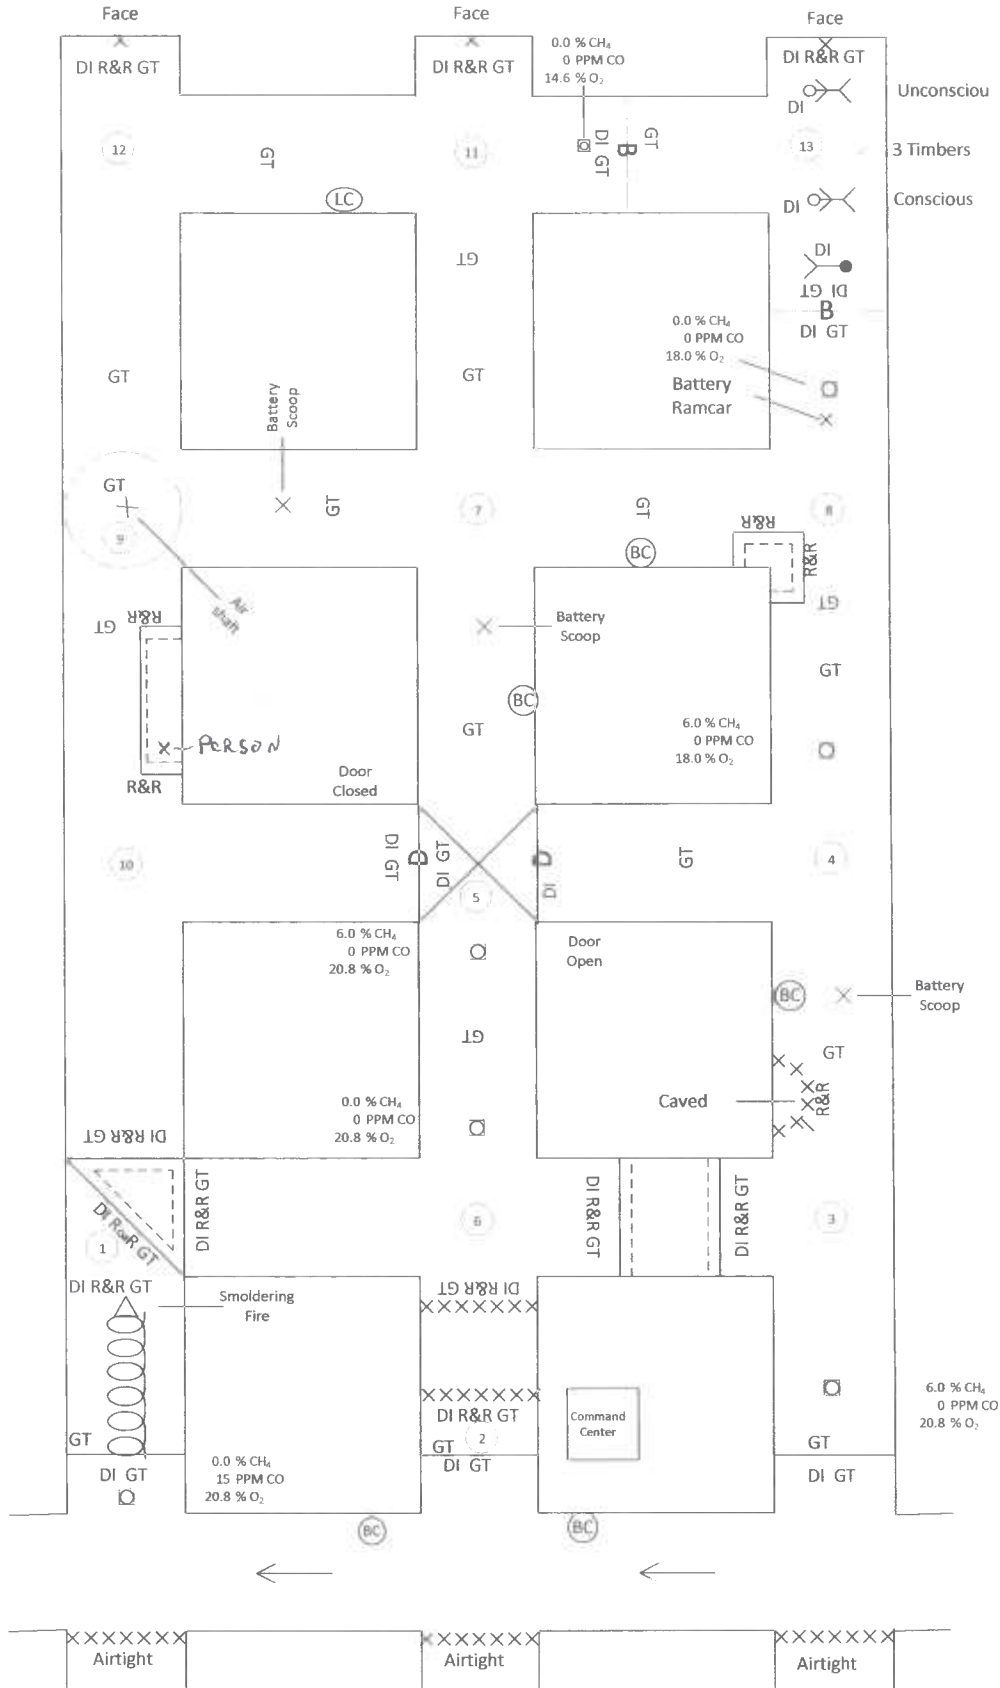 Face
Face
Face
0.0 % CH₄
0 PPM CO
14.6 % O₂
DI R&R GT
DI R&R GT
DI R&R GT
Unconsciou
DI
12
GT
11
DI GT
B
GT
13
3 Timbers
LC
DI
Conscious
GT
DI
DI GT
B
DI GT
0.0 % CH₄
0 PPM CO
18.0 % O₂
GT
GT
Battery
Ramcar
Battery
Scoop
GT
9
GT
7
GT
8
R&R
R&R
BC
Air
shaft
GT
R&R
GT
Battery
Scoop
GT
BC
GT
6.0 % CH₄
0 PPM CO
18.0 % O₂
PERSON
R&R
Door
Closed
10
DI GT
D
DI GT
D
DI
GT
4
5
6.0 % CH₄
0 PPM CO
20.8 % O₂
Door
Open
BC
Battery
Scoop
GT
GT
0.0 % CH₄
0 PPM CO
20.8 % O₂
Caved
R&R
DI R&R GT
DI R&R GT
DI R&R GT
1
6
DI R&R GT
DI R&R GT
3
DI R&R GT
Smoldering
Fire
DI R&R GT
DI R&R GT
2
Command
Center
6.0 % CH₄
0 PPM CO
20.8 % O₂
GT
GT
GT
DI GT
DI GT
DI GT
0.0 % CH₄
15 PPM CO
20.8 % O₂
BC
BC
Airtight
Airtight
Airtight